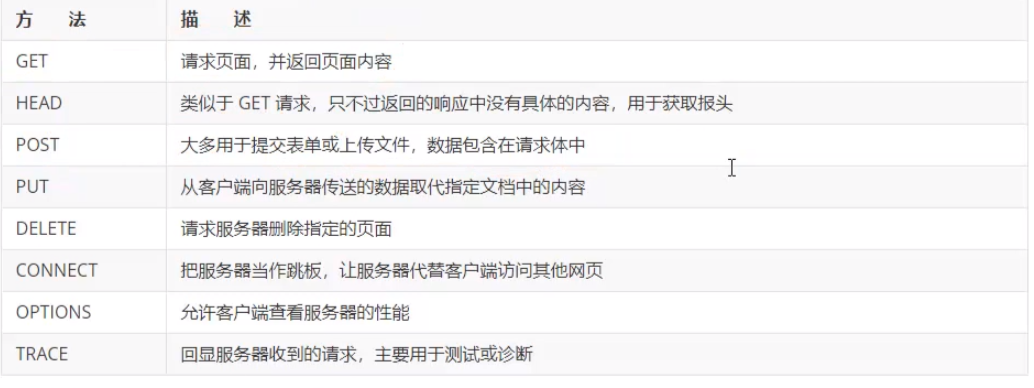 方 法 描 述
GET 请求页面，并返回页面内容
HEAD 类似于 GET 请求，只不过返回的响应中没有具体的内容，用于获取报头
POST 大多用于提交表单或上传文件，数据包含在请求体中
PUT 从客户端向服务器传送的数据取代指定文档中的内容
DELETE 请求服务器删除指定的页面
CONNECT 把服务器当作跳板，让服务器代替客户端访问其他网页
OPTIONS 允许客户端查看服务器的性能
TRACE 回显服务器收到的请求，主要用于测试或诊断